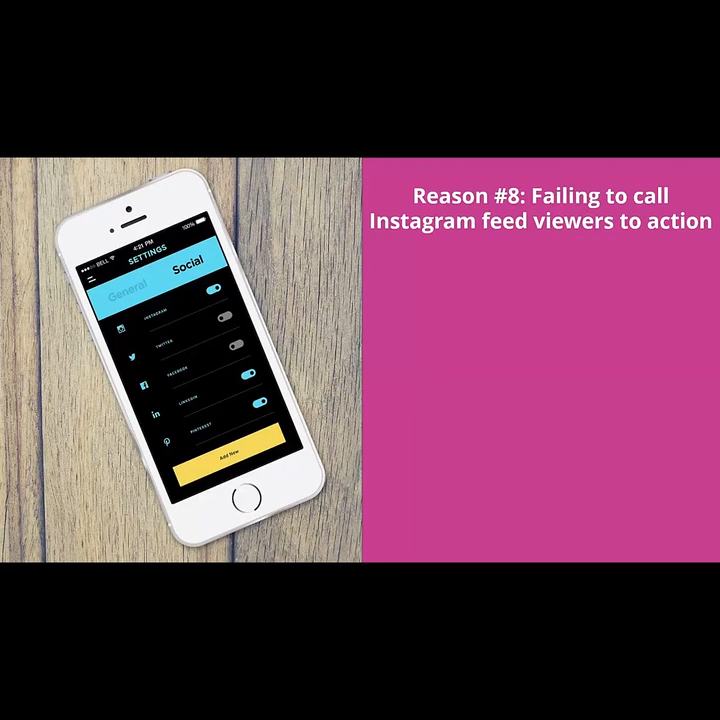 Reason #8: Failing to call
Instagram feed viewers to action
BELL
4:21 PM
100%
SETTINGS
General
Social
INSTAGRAM
TWITTER
FACEBOOK
LINKEDIN
PINTEREST
Add New